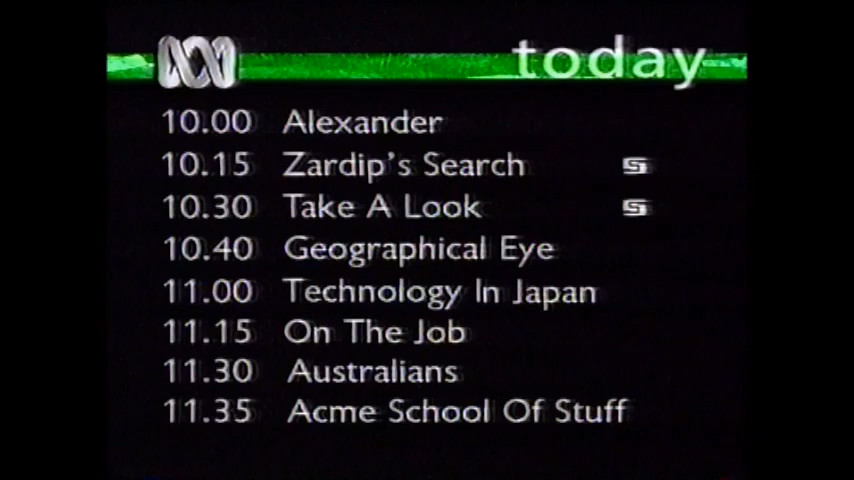 today
10.00 Alexander
10.15 Zardip's Search S
10.30 Take A Look S
10.40 Geographical Eye
11.00 Technology In Japan
11.15 On The Job
11.30 Australians
11.35 Acme School Of Stuff